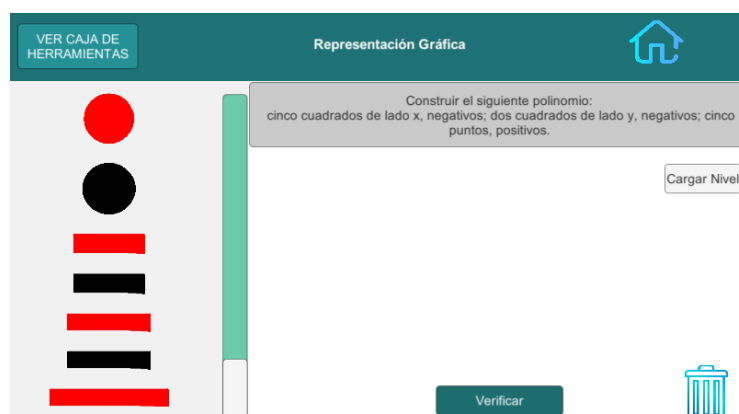 VER CAJA DE
HERRAMIENTAS
Representación Gráfica
Construir el siguiente polinomio:
cinco cuadrados de lado x, negativos; dos cuadrados de lado y, negativos; cinco
puntos, positivos.
Cargar Nivel
Verificar